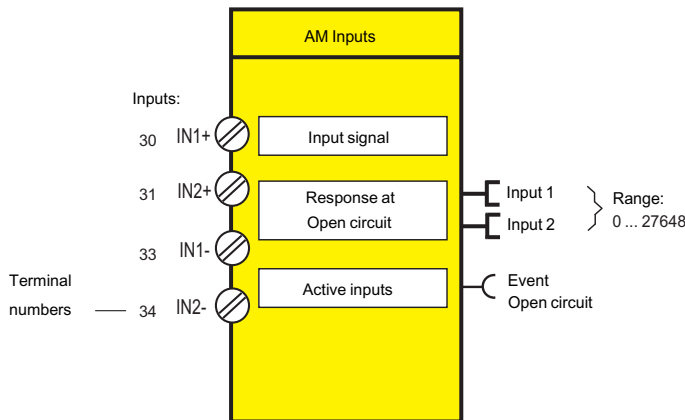 AM Inputs
Inputs:
30 IN1+
Input signal
31 IN2+
Response at
Open circuit
Input 1
Input 2
Range:
0 ... 27648
33 IN1-
Active inputs
Event
Open circuit
Terminal
numbers
34 IN2-